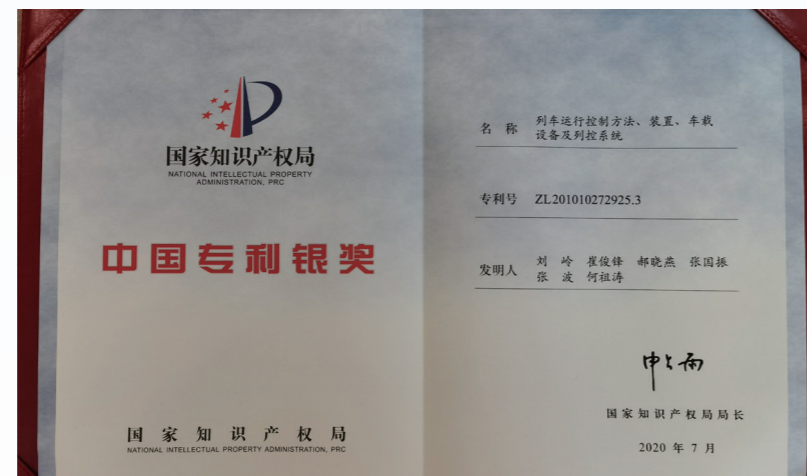 国家知识产权局
NATIONAL INTELLECTUAL PROPERTY
ADMINISTRATION, PRC
中国专利银奖
国家知识产权局
NATIONAL INTELLECTUAL PROPERTY ADMINISTRATION, PRC
名 称 列车运行控制方法、装置、车载
设备及列控系统
专利号 ZL201010272925.3
发明人 刘 岭 崔俊锋 郝晓燕 张国振
张 波 何祖涛
申长雨
国家知识产权局局长
2020 年 7 月